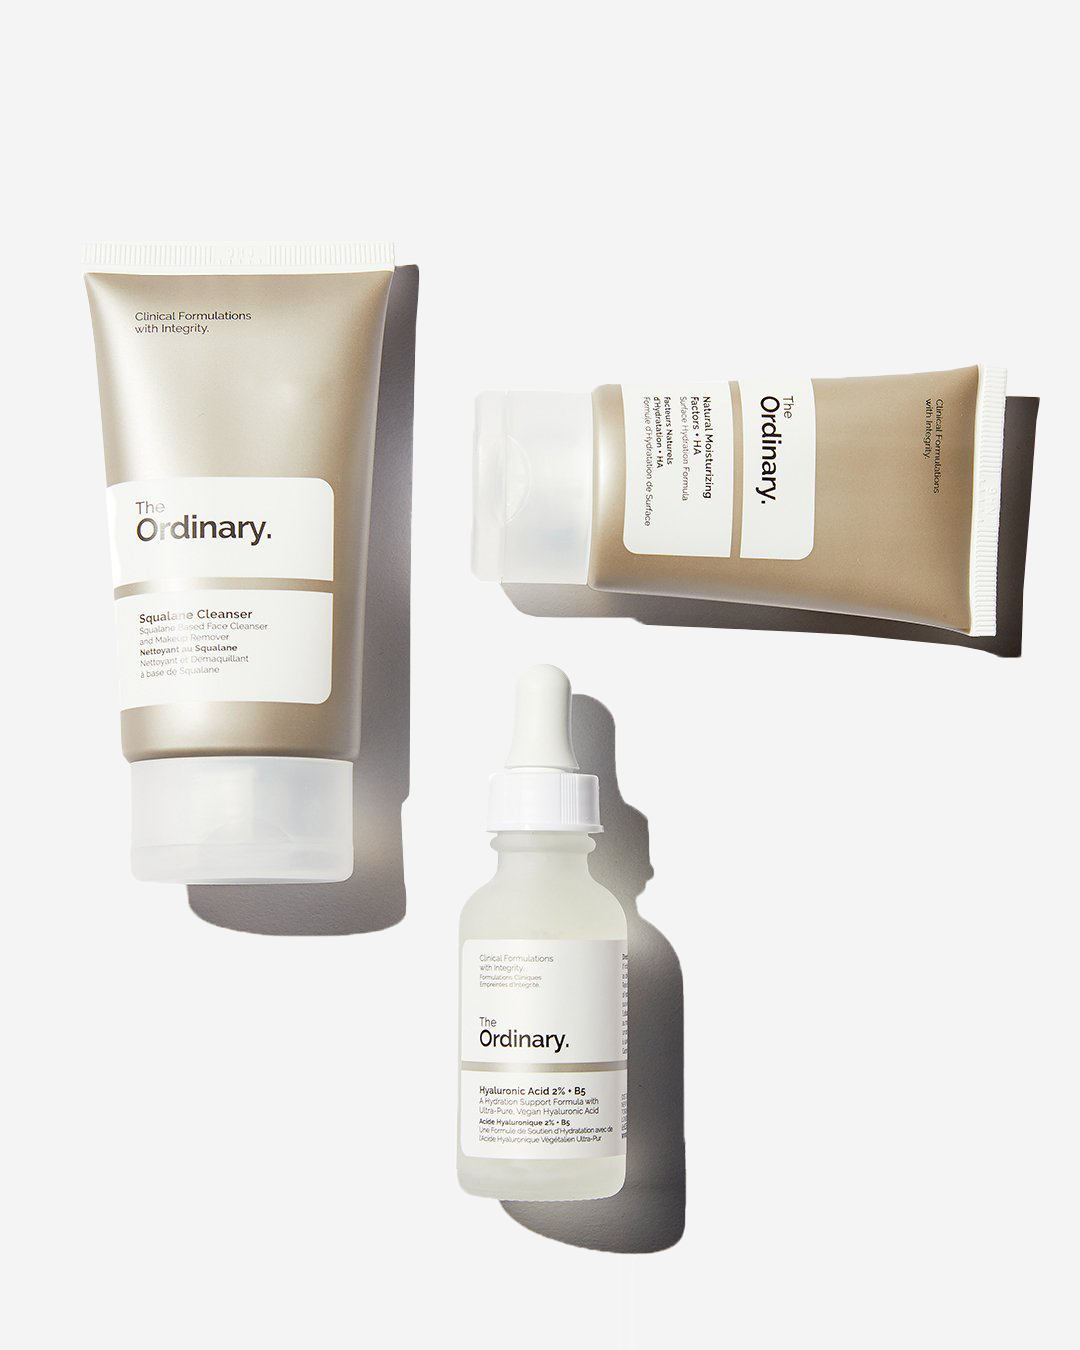 Clinical Formulations
with Integrity.
The
Ordinary.
Squalane Cleanser
Squalane Based Face Cleanser
and Makeup Remover
Nettoyant au Squalane
Nettoyant et Démaquillant
à base de Squalane
Clinical Formulations
with Integrity.
The
Ordinary.
Natural Moisturizing
Factors + HA
Surface Hydration Formula
Facteurs Naturels
d'Hydratation + HA
Formule d'Hydratation de Surface
Clinical Formulations
with Integrity.
Formulations Cliniques
Empreintes d'Intégrité.
The
Ordinary.
Hyaluronic Acid 2% + B5
A Hydration Support Formula with
Ultra-Pure, Vegan Hyaluronic Acid
Acide Hyaluronique 2% + B5
Une Formule de Soutien d'Hydratation avec de
l'Acide Hyaluronique Végétalien Ultra-Pur